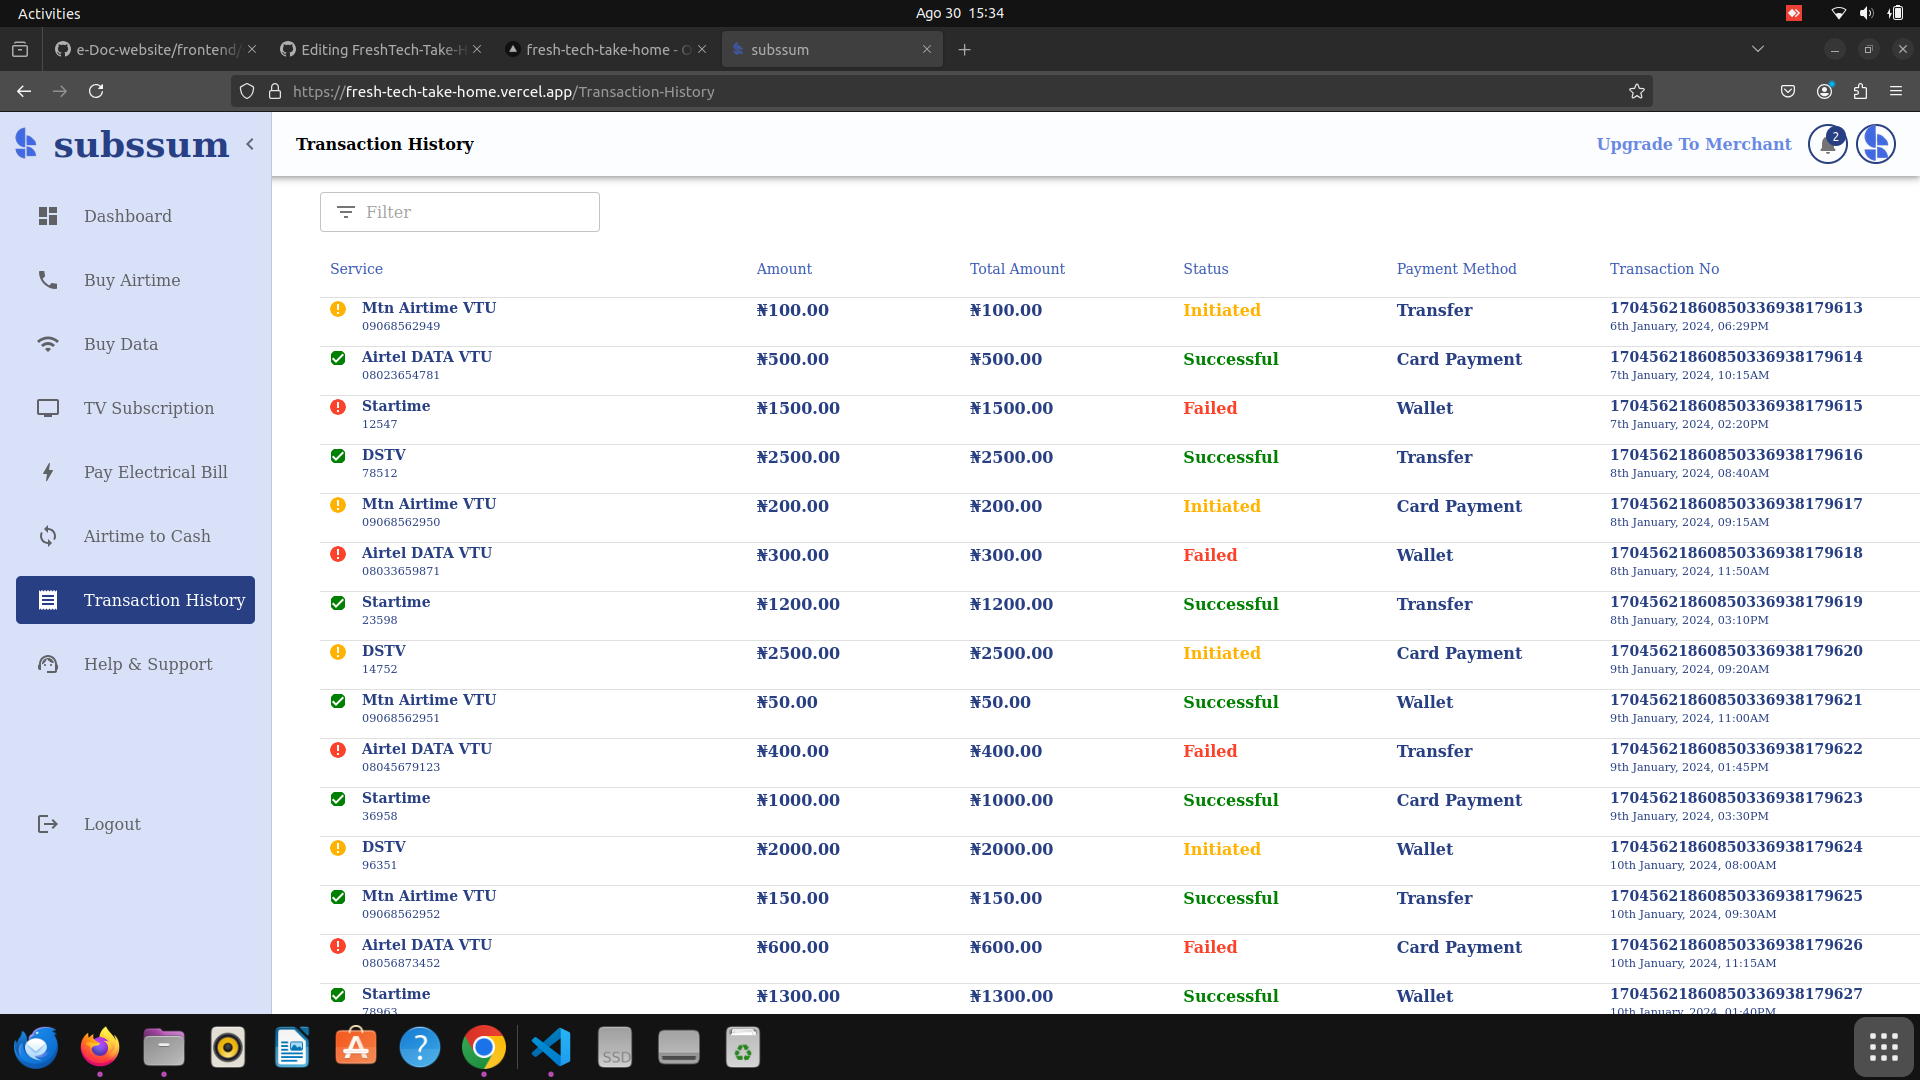 Activities
Ago 30 15:34
e-Doc-website/frontend/
Editing FreshTech-Take-H
fresh-tech-take-home - O
subssum
https://fresh-tech-take-home.vercel.app/Transaction-History
subssum
Transaction History
Upgrade To Merchant
2
Dashboard
Buy Airtime
Buy Data
TV Subscription
Pay Electrical Bill
Airtime to Cash
Transaction History
Help & Support
Logout
Filter
Service Amount Total Amount Status Payment Method Transaction No
Mtn Airtime VTU ₦100.00 ₦100.00 Initiated Transfer 17045621860850336938179613
09068562949 6th January, 2024, 06:29PM
Airtel DATA VTU ₦500.00 ₦500.00 Successful Card Payment 17045621860850336938179614
08023654781 7th January, 2024, 10:15AM
Startime ₦1500.00 ₦1500.00 Failed Wallet 17045621860850336938179615
12547 7th January, 2024, 02:20PM
DSTV ₦2500.00 ₦2500.00 Successful Transfer 17045621860850336938179616
78512 8th January, 2024, 08:40AM
Mtn Airtime VTU ₦200.00 ₦200.00 Initiated Card Payment 17045621860850336938179617
09068562950 8th January, 2024, 09:15AM
Airtel DATA VTU ₦300.00 ₦300.00 Failed Wallet 17045621860850336938179618
08033659871 8th January, 2024, 11:50AM
Startime ₦1200.00 ₦1200.00 Successful Transfer 17045621860850336938179619
23598 8th January, 2024, 03:10PM
DSTV ₦2500.00 ₦2500.00 Initiated Card Payment 17045621860850336938179620
14752 9th January, 2024, 09:20AM
Mtn Airtime VTU ₦50.00 ₦50.00 Successful Wallet 17045621860850336938179621
09068562951 9th January, 2024, 11:00AM
Airtel DATA VTU ₦400.00 ₦400.00 Failed Transfer 17045621860850336938179622
08045679123 9th January, 2024, 01:45PM
Startime ₦1000.00 ₦1000.00 Successful Card Payment 17045621860850336938179623
36958 9th January, 2024, 03:30PM
DSTV ₦2000.00 ₦2000.00 Initiated Wallet 17045621860850336938179624
96351 10th January, 2024, 08:00AM
Mtn Airtime VTU ₦150.00 ₦150.00 Successful Transfer 17045621860850336938179625
09068562952 10th January, 2024, 09:30AM
Airtel DATA VTU ₦600.00 ₦600.00 Failed Card Payment 17045621860850336938179626
08056873452 10th January, 2024, 11:15AM
Startime ₦1300.00 ₦1300.00 Successful Wallet 17045621860850336938179627
78963 10th January, 2024, 01:40PM
SSD